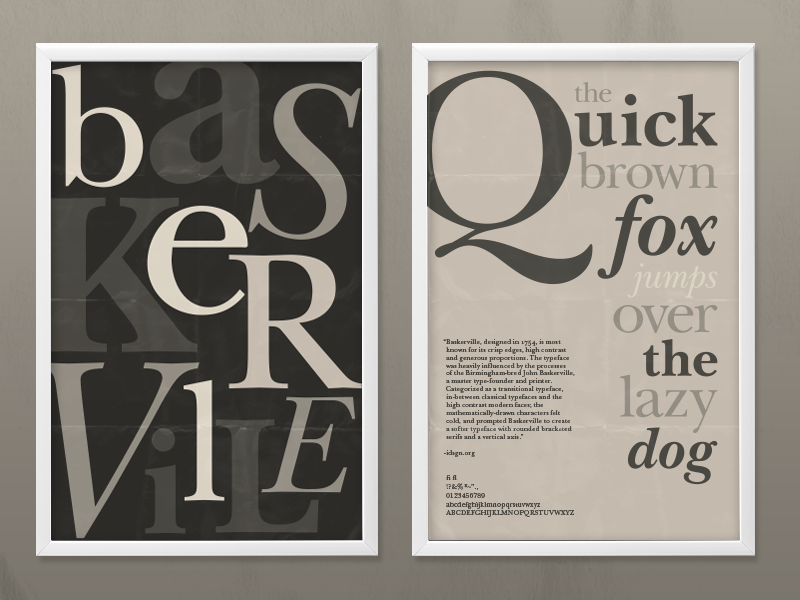 baS
KeR
VilLE
the
Quick
brown
fox
jumps
over
the
lazy
dog
"Baskerville, designed in 1754, is most
known for its crisp edges, high contrast
and generous proportions. The typeface
was heavily influenced by the processes
of the Birmingham-bred John Baskerville,
a master type-founder and printer.
Categorized as a transitional typeface,
in-between classical typefaces and the
high contrast modern faces; the
mathematically-drawn characters felt
cold, and prompted Baskerville to create
a softer typeface with rounded bracketed
serifs and a vertical axis."
-idsgn.org
fi fl
0123456789
abcdefghijklmnopqrstuvwxyz
ABCDEFGHIJKLMNOPQRSTUVWXYZ